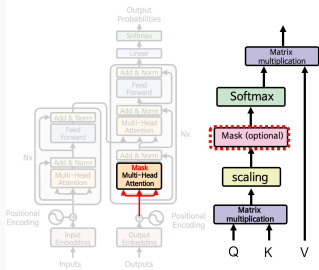 Output
Probabilities
Softmax
Linear
Add & Norm
Feed
Forward
Add & Norm
Multi-Head
Attention
Nx
Add & Norm
Mask
Multi-Head
Attention
Add & Norm
Feed
Forward
Nx
Add & Norm
Multi-Head
Attention
Positional
Encoding
Positional
Encoding
Input
Embedding
Output
Embedding
Inputs
Outputs
Matrix
multiplication
Softmax
Mask (optional)
scaling
Matrix
multiplication
Q
K
V